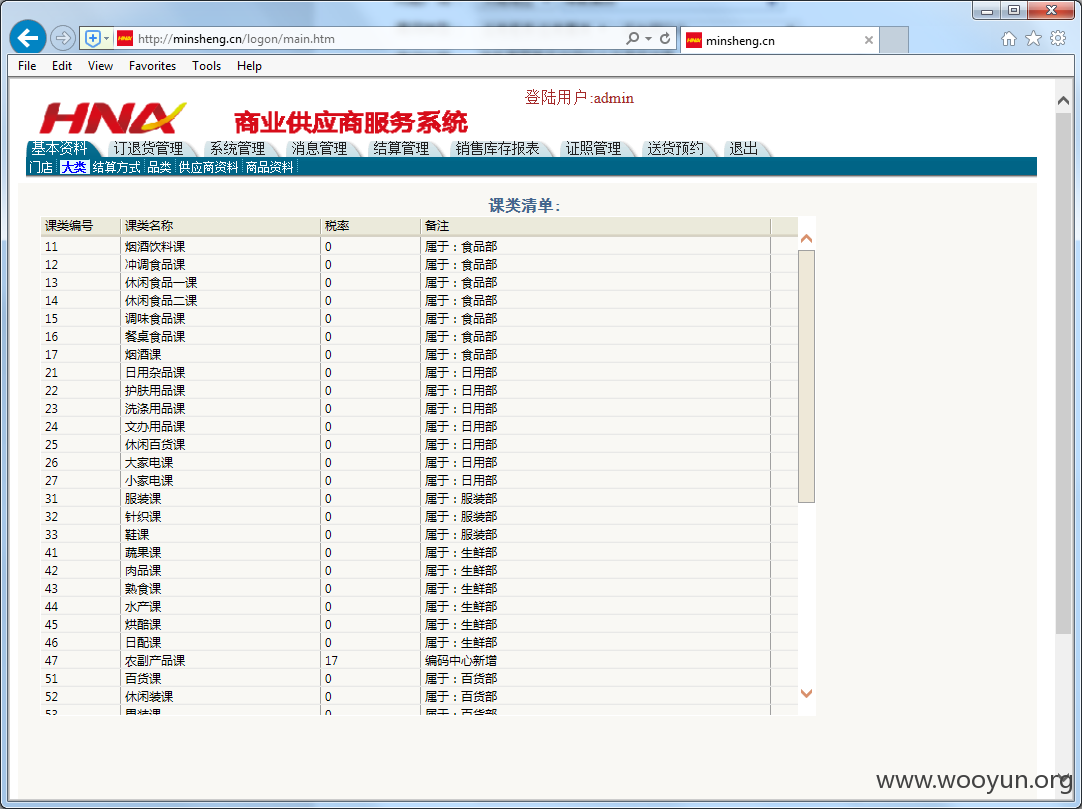 http://minsheng.cn/logon/main.htm
minsheng.cn
File Edit View Favorites Tools Help
登陆用户:admin
HNA 商业供应商服务系统
基本资料 订退货管理 系统管理 消息管理 结算管理 销售库存报表 证照管理 送货预约 退出
门店 大类 结算方式 品类 供应商资料 商品资料
课类清单:
课类编号 课类名称 税率 备注
11 烟酒饮料课 0 属于：食品部
12 冲调食品课 0 属于：食品部
13 休闲食品一课 0 属于：食品部
14 休闲食品二课 0 属于：食品部
15 调味食品课 0 属于：食品部
16 餐桌食品课 0 属于：食品部
17 烟酒课 0 属于：食品部
21 日用杂品课 0 属于：日用部
22 护肤用品课 0 属于：日用部
23 洗涤用品课 0 属于：日用部
24 文办用品课 0 属于：日用部
25 休闲百货课 0 属于：日用部
26 大家电课 0 属于：日用部
27 小家电课 0 属于：日用部
31 服装课 0 属于：服装部
32 针织课 0 属于：服装部
33 鞋课 0 属于：服装部
41 蔬果课 0 属于：生鲜部
42 肉品课 0 属于：生鲜部
43 熟食课 0 属于：生鲜部
44 水产课 0 属于：生鲜部
45 烘醅课 0 属于：生鲜部
46 日配课 0 属于：生鲜部
47 农副产品课 17 编码中心新增
51 百货课 0 属于：百货部
52 休闲装课 0 属于：百货部
53 男装课 0 属于：百货部
www.wooyun.org